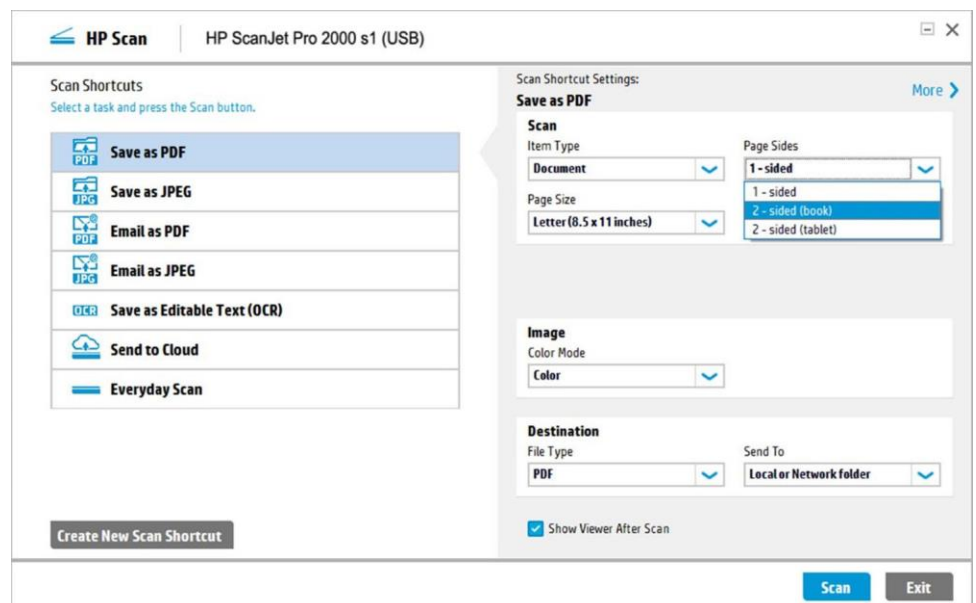 HP Scan
HP ScanJet Pro 2000 s1 (USB)
Scan Shortcuts
Select a task and press the Scan button.
PDF
Save as PDF
JPG
Save as JPEG
PDF
Email as PDF
JPG
Email as JPEG
OCR
Save as Editable Text (OCR)
Send to Cloud
Everyday Scan
Create New Scan Shortcut
Scan Shortcut Settings:
Save as PDF
More
Scan
Item Type
Document
Page Sides
1 - sided
1 - sided
2 - sided (book)
2 - sided (tablet)
Page Size
Letter (8.5 x 11 inches)
Image
Color Mode
Color
Destination
File Type
PDF
Send To
Local or Network folder
Show Viewer After Scan
Scan
Exit